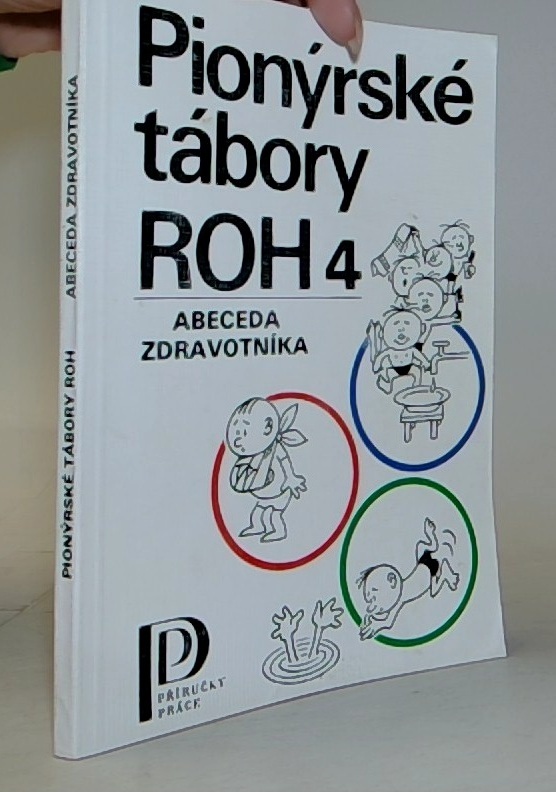 Pionýrské
tábory
ROH 4
ABECEDA
ZDRAVOTNÍKA
PŘÍRUČKY
PRÁCE
PIONÝRSKÉ TÁBORY ROH ABECEDA ZDRAVOTNÍKA